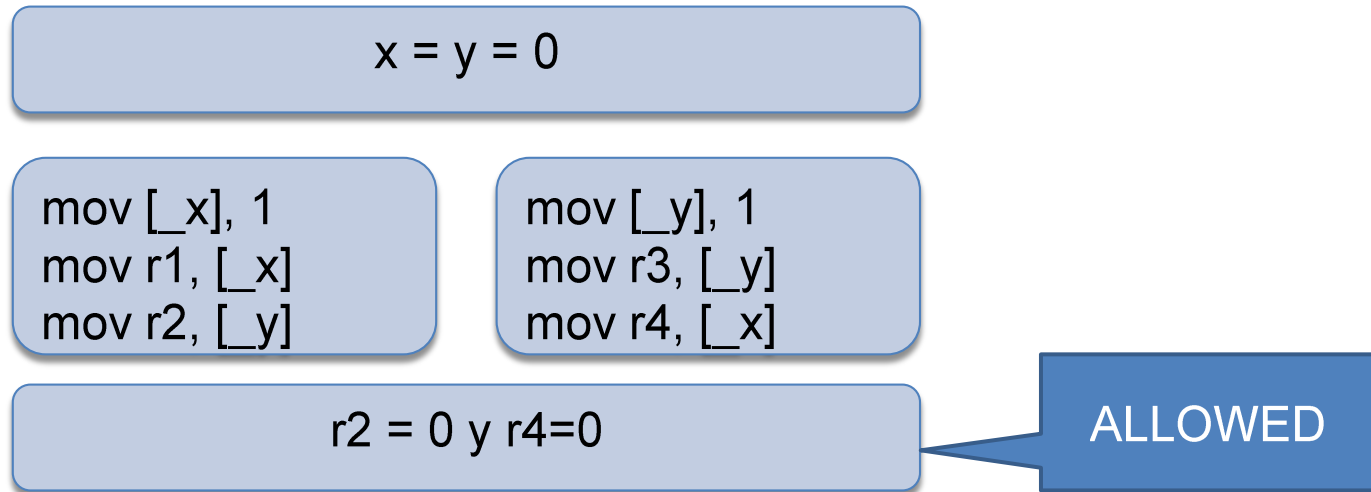 x = y = 0
mov [_x], 1
mov r1, [_x]
mov r2, [_y]
mov [_y], 1
mov r3, [_y]
mov r4, [_x]
r2 = 0 y r4=0
ALLOWED